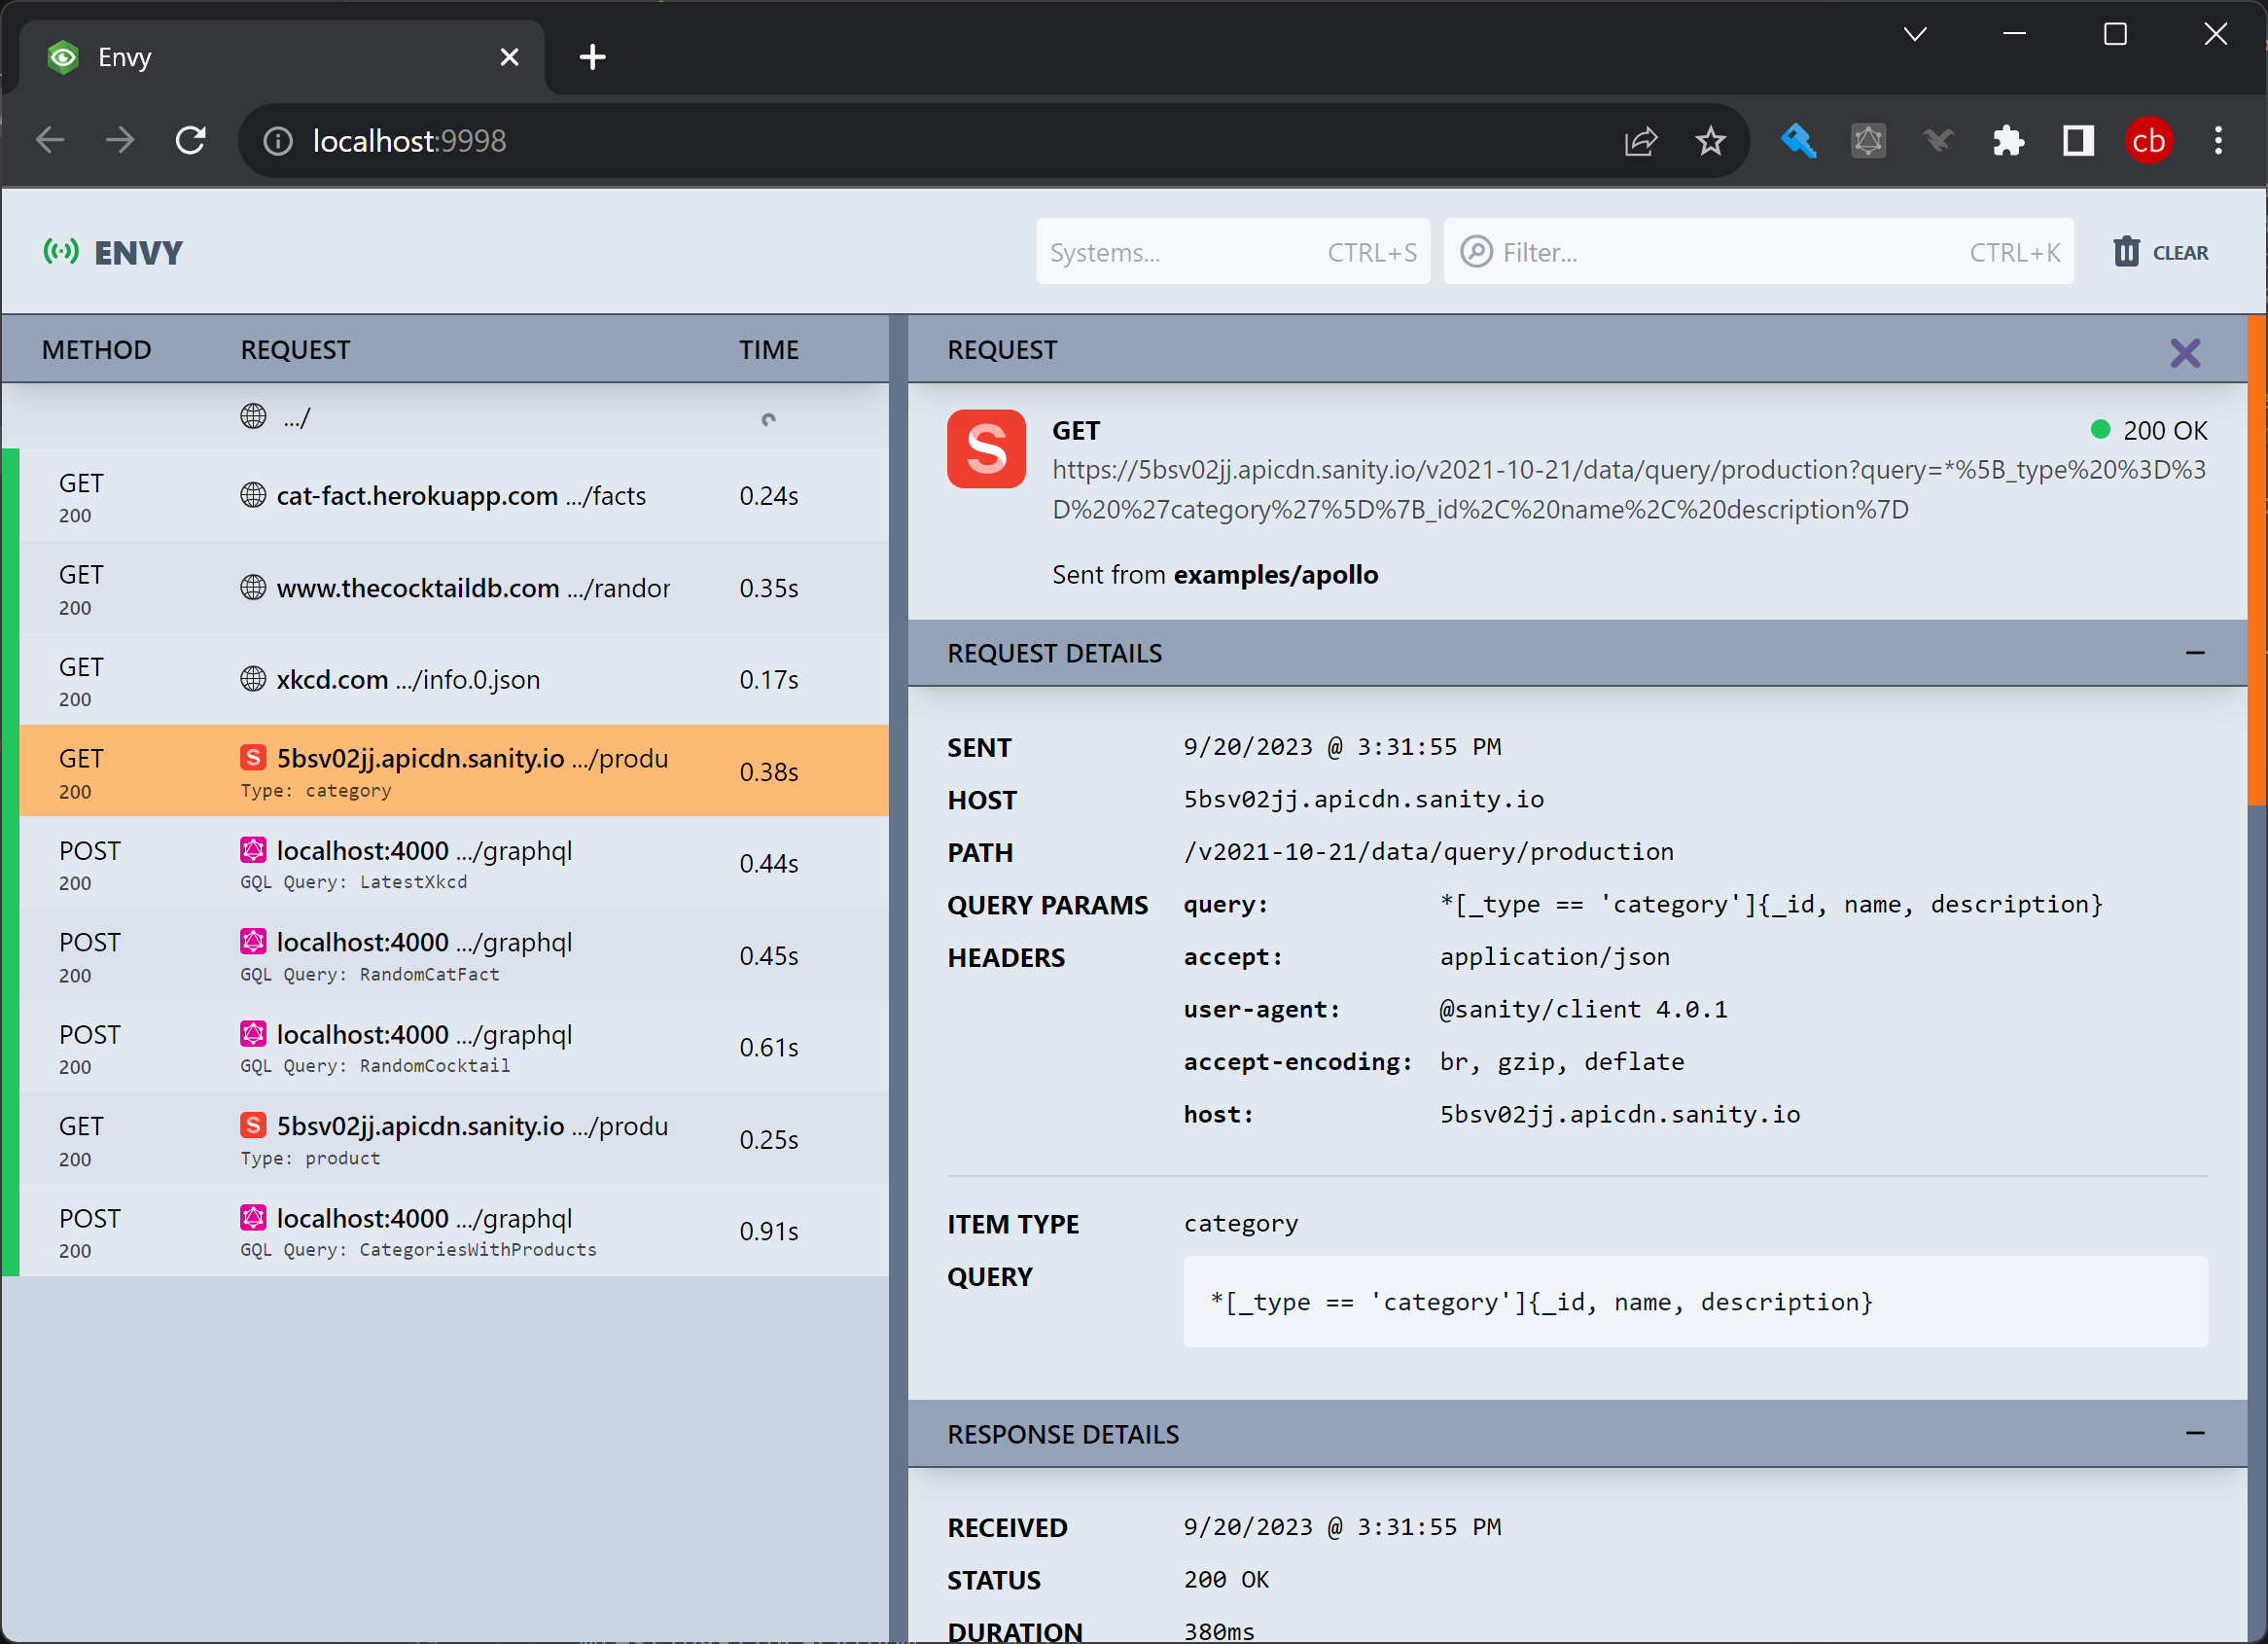 Envy
localhost:9998
cb
ENVY
Systems... CTRL+S
Filter... CTRL+K
CLEAR
METHOD REQUEST TIME
.../
GET 200 cat-fact.herokuapp.com .../facts 0.24s
GET 200 www.thecocktaildb.com .../randor 0.35s
GET 200 xkcd.com .../info.0.json 0.17s
GET 200 S 5bsv02jj.apicdn.sanity.io .../produ 0.38s
Type: category
POST 200 localhost:4000 .../graphql 0.44s
GQL Query: LatestXkcd
POST 200 localhost:4000 .../graphql 0.45s
GQL Query: RandomCatFact
POST 200 localhost:4000 .../graphql 0.61s
GQL Query: RandomCocktail
GET 200 S 5bsv02jj.apicdn.sanity.io .../produ 0.25s
Type: product
POST 200 localhost:4000 .../graphql 0.91s
GQL Query: CategoriesWithProducts
REQUEST
S
GET 200 OK
https://5bsv02jj.apicdn.sanity.io/v2021-10-21/data/query/production?query=*%5B_type%20%3D%3
D%20%27category%27%5D%7B_id%2C%20name%2C%20description%7D
Sent from examples/apollo
REQUEST DETAILS
SENT 9/20/2023 @ 3:31:55 PM
HOST 5bsv02jj.apicdn.sanity.io
PATH /v2021-10-21/data/query/production
QUERY PARAMS query: *[_type == 'category']{_id, name, description}
HEADERS accept: application/json
user-agent: @sanity/client 4.0.1
accept-encoding: br, gzip, deflate
host: 5bsv02jj.apicdn.sanity.io
ITEM TYPE category
QUERY
*[_type == 'category']{_id, name, description}
RESPONSE DETAILS
RECEIVED 9/20/2023 @ 3:31:55 PM
STATUS 200 OK
DURATION 380ms